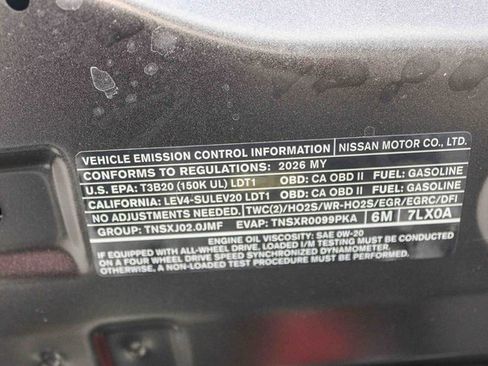 VEHICLE EMISSION CONTROL INFORMATION NISSAN MOTOR CO., LTD.
CONFORMS TO REGULATIONS: 2026 MY
U.S. EPA: T3B20 (150K UL) LDT1 OBD: CA OBD II FUEL: GASOLINE
CALIFORNIA: LEV4-SULEV20 LDT1 OBD: CA OBD II FUEL: GASOLINE
NO ADJUSTMENTS NEEDED. TWC(2)/HO2S/WR-HO2S/EGR/EGRC/DFI
GROUP: TNSXJ02.0JMF EVAP: TNSXR0099PKA 6M 7LX0A
ENGINE OIL VISCOSITY: SAE 0W-20
IF EQUIPPED WITH ALL-WHEEL DRIVE, LOADED I/M TESTING MUST BE CONDUCTED
ON A FOUR WHEEL DRIVE SPEED SYNCHRONIZED DYNAMOMETER.
OTHERWISE, A NON-LOADED TEST PROCEDURE MUST BE PERFORMED.